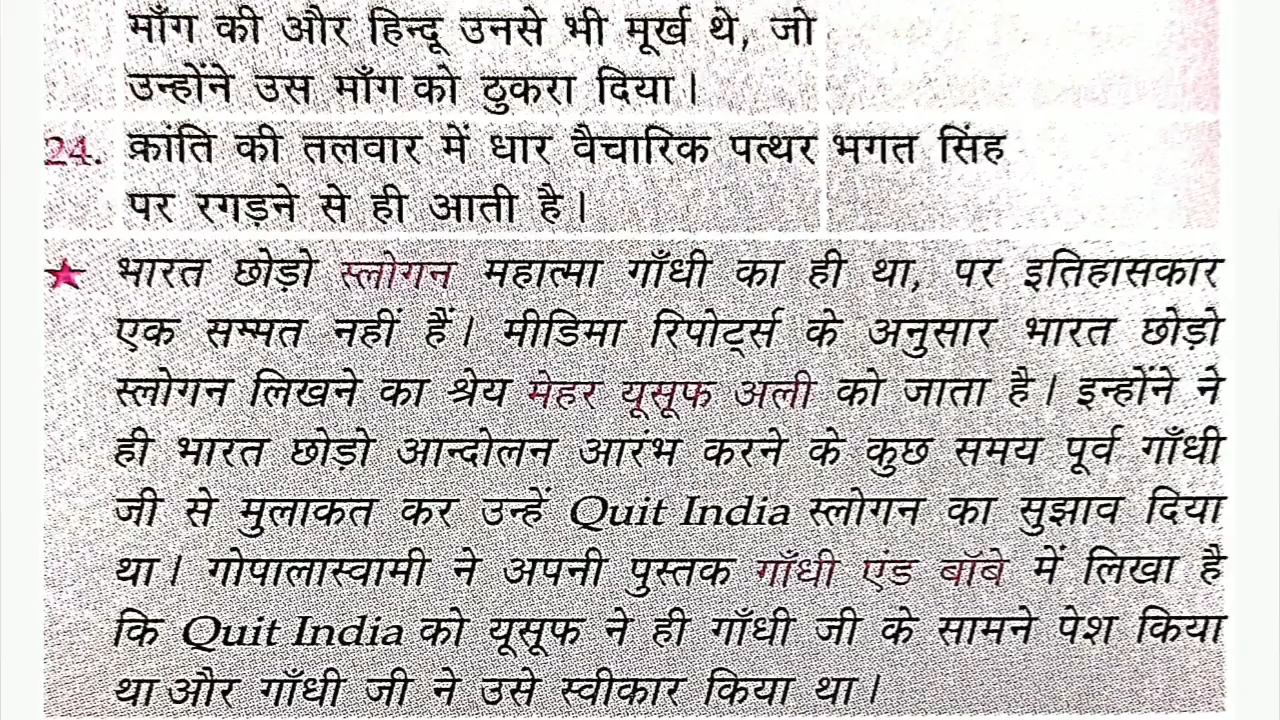 माँग की और हिन्दू उनसे भी मूर्ख थे, जो
उन्होंने उस माँग को ठुकरा दिया।
24. क्रांति की तलवार में धार वैचारिक पत्थर भगत सिंह
पर रगड़ने से ही आती है।
★ भारत छोड़ो स्लोगन महात्मा गाँधी का ही था, पर इतिहासकार
एक सम्मत नहीं हैं। मीडिमा रिपोर्ट्स के अनुसार भारत छोड़ो
स्लोगन लिखने का श्रेय मेहर यूसूफ अली को जाता है। इन्होंने ने
ही भारत छोड़ो आन्दोलन आरंभ करने के कुछ समय पूर्व गाँधी
जी से मुलाकत कर उन्हें Quit India स्लोगन का सुझाव दिया
था। गोपालास्वामी ने अपनी पुस्तक गाँधी एंड बॉबे में लिखा है
कि Quit India को यूसूफ ने ही गाँधी जी के सामने पेश किया
था और गाँधी जी ने उसे स्वीकार किया था।